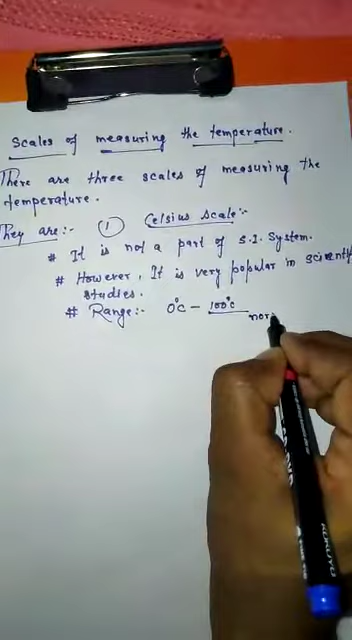 Scales of measuring the temperature.
There are three scales of measuring the
temperature.
They are:- ① Celsius Scale:-
# It is not a part of S.I. System.
# However, It is very popular in
studies.
# Range:- 0°C - 100°C
nor